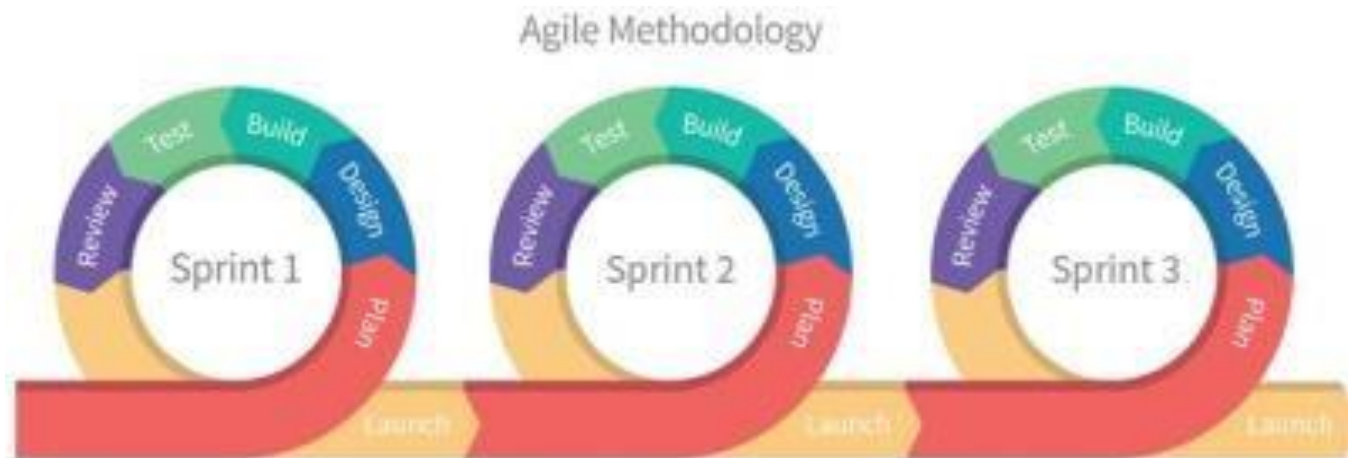 Agile Methodology
Test
Build
Design
Review
Sprint 1
Plan
Launch
Test
Build
Design
Review
Sprint 2
Plan
Launch
Test
Build
Design
Review
Sprint 3
Plan
Launch